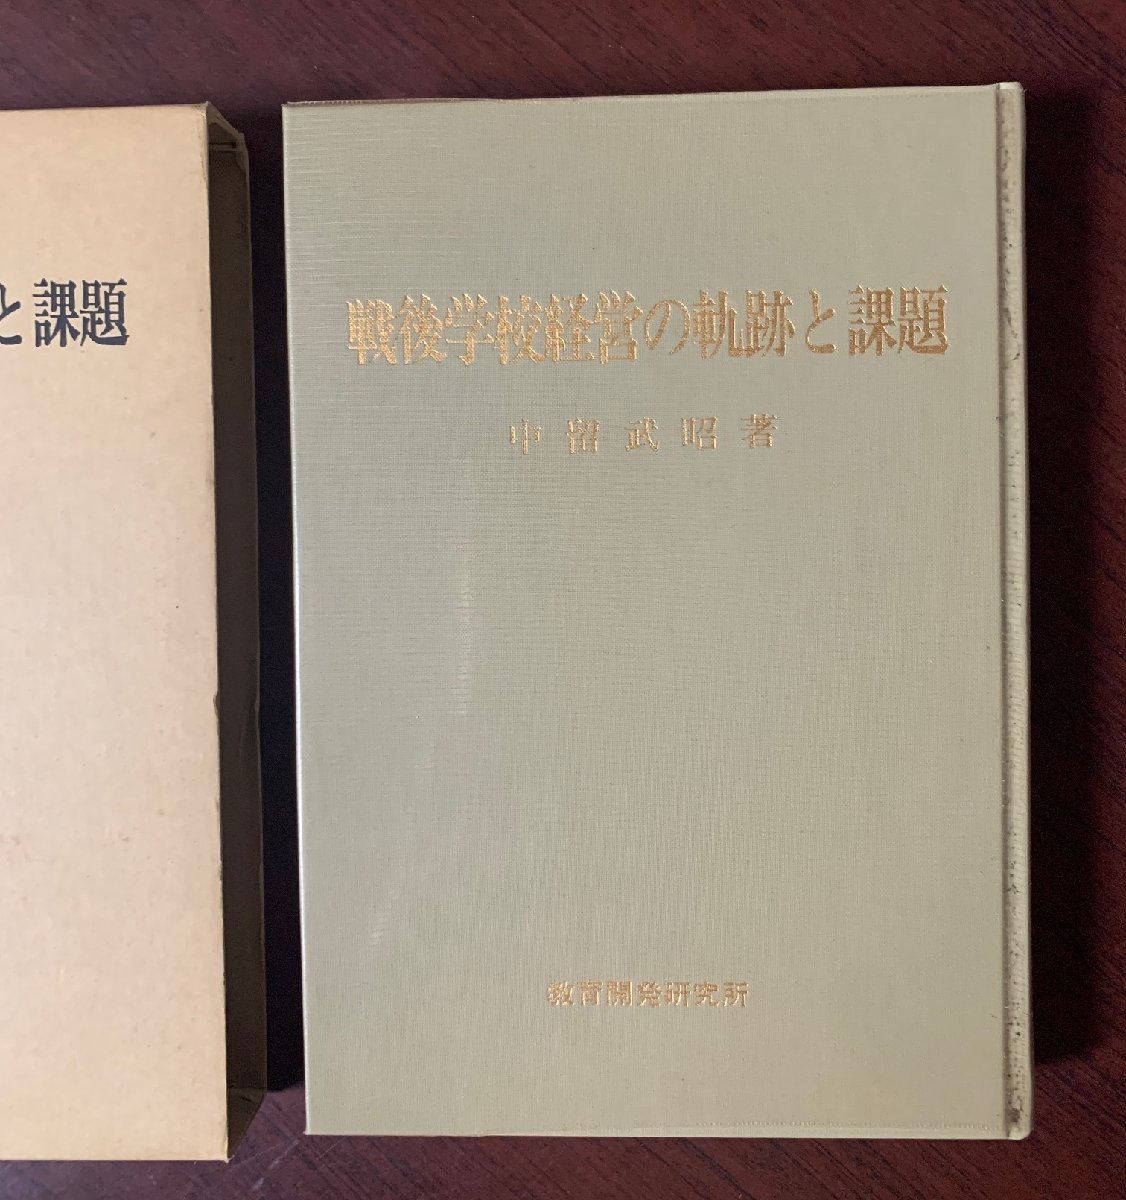 と課題
戦後学校経営の軌跡と課題
中留武昭著
教育開発研究所